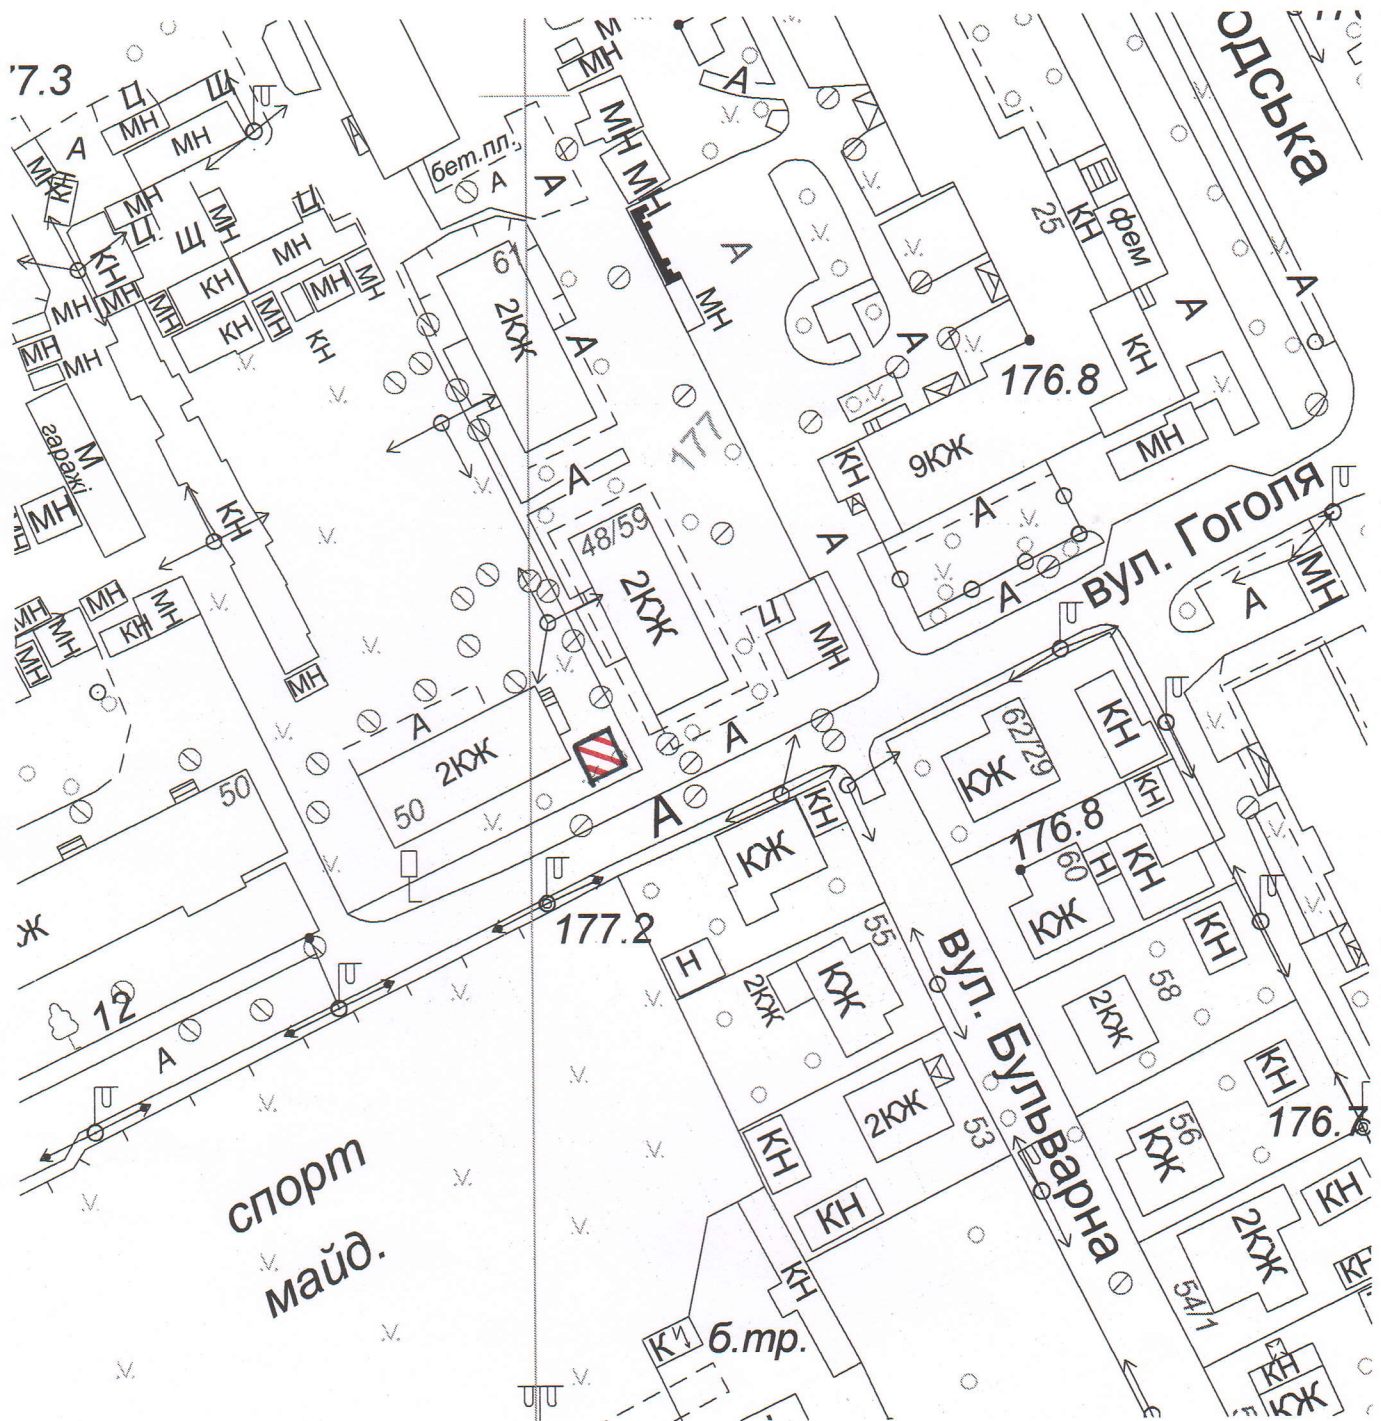 7.3
Ц
Щ
МН
МН
А
МН
КН
МН
Ц
Щ
МН
Ц
КН
МН
КН
МН
МН
МН
МН
КН
МН
КН
МН
МН
МН
М
гаражі
МН
КН
МН
МН
МН
КН
МН
МН
МН
бет.пл.
А
А
М
МН
МН
МН
А
А
МН
61
2КЖ
А
А
48/59
2КЖ
177
Ц
МН
А
А
одська
25
КН
фем
А
А
А
176.8
КН
МН
КН
9КЖ
А
А
вул. Гоголя
МН
А
А
2КЖ
50
50
А
КЖ
КН
177.2
Ж
12
А
спорт
майд.
62/29
КЖ
КН
КН
176.8
60
КЖ
Н
КН
КН
55
Н
2КЖ
КЖ
вул. Бульварна
58
2КЖ
КН
2КЖ
53
КН
КН
КН
56
КЖ
176.7
КН
2КЖ
КН
54/1
КН
КЖ
К
б.тр.